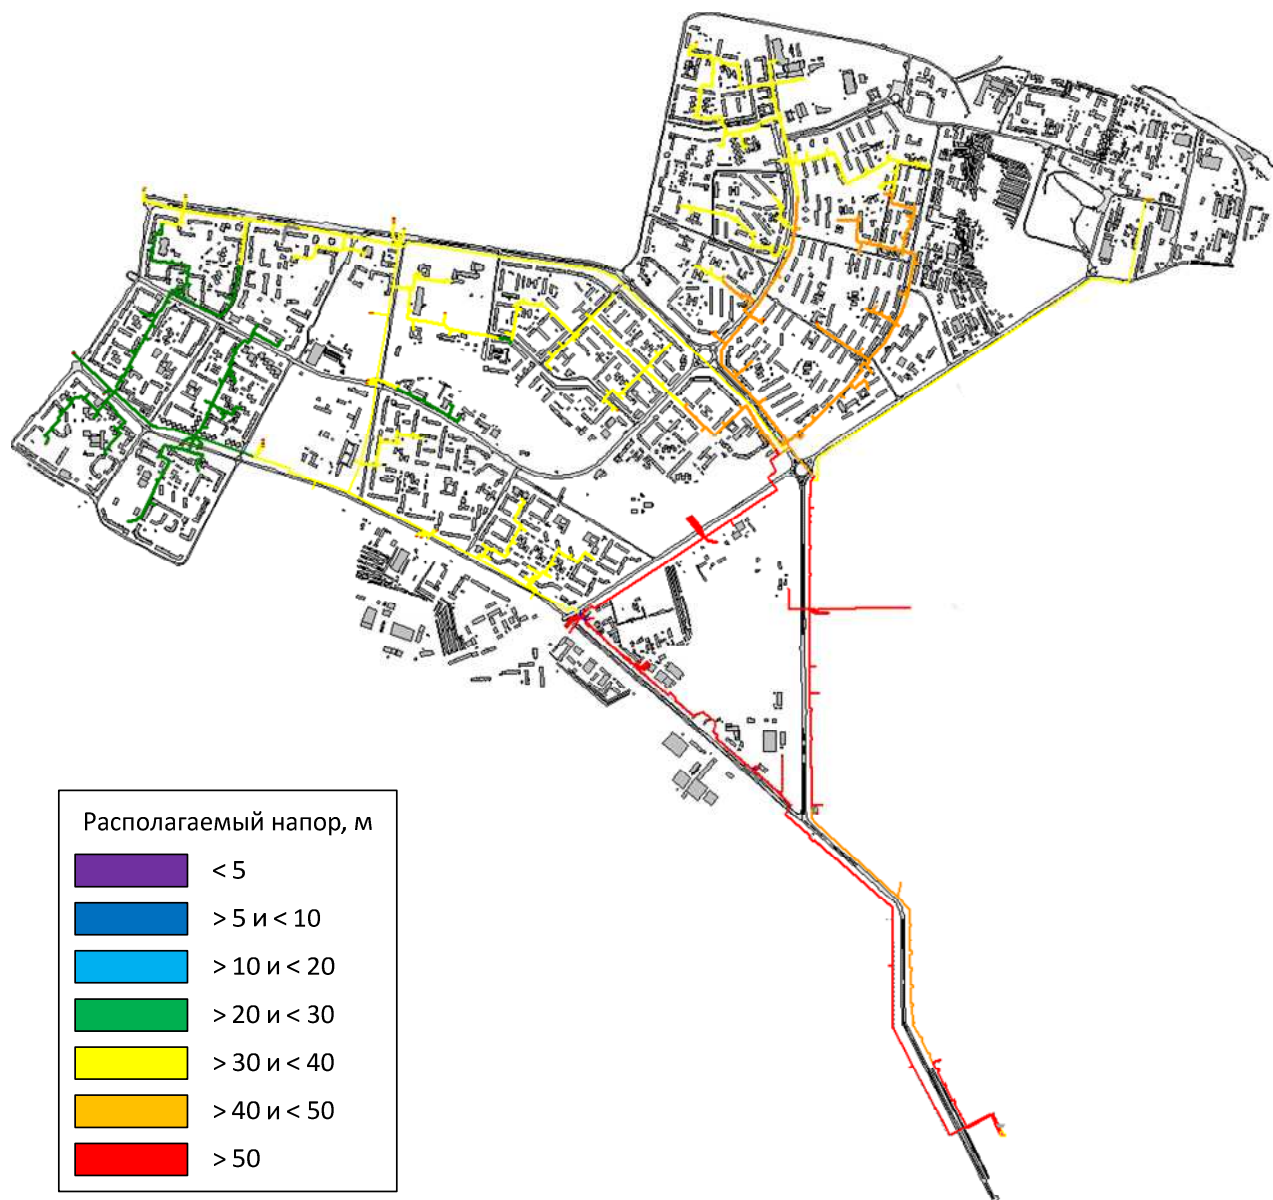 Располагаемый напор, м
< 5
> 5 и < 10
> 10 и < 20
> 20 и < 30
> 30 и < 40
> 40 и < 50
> 50